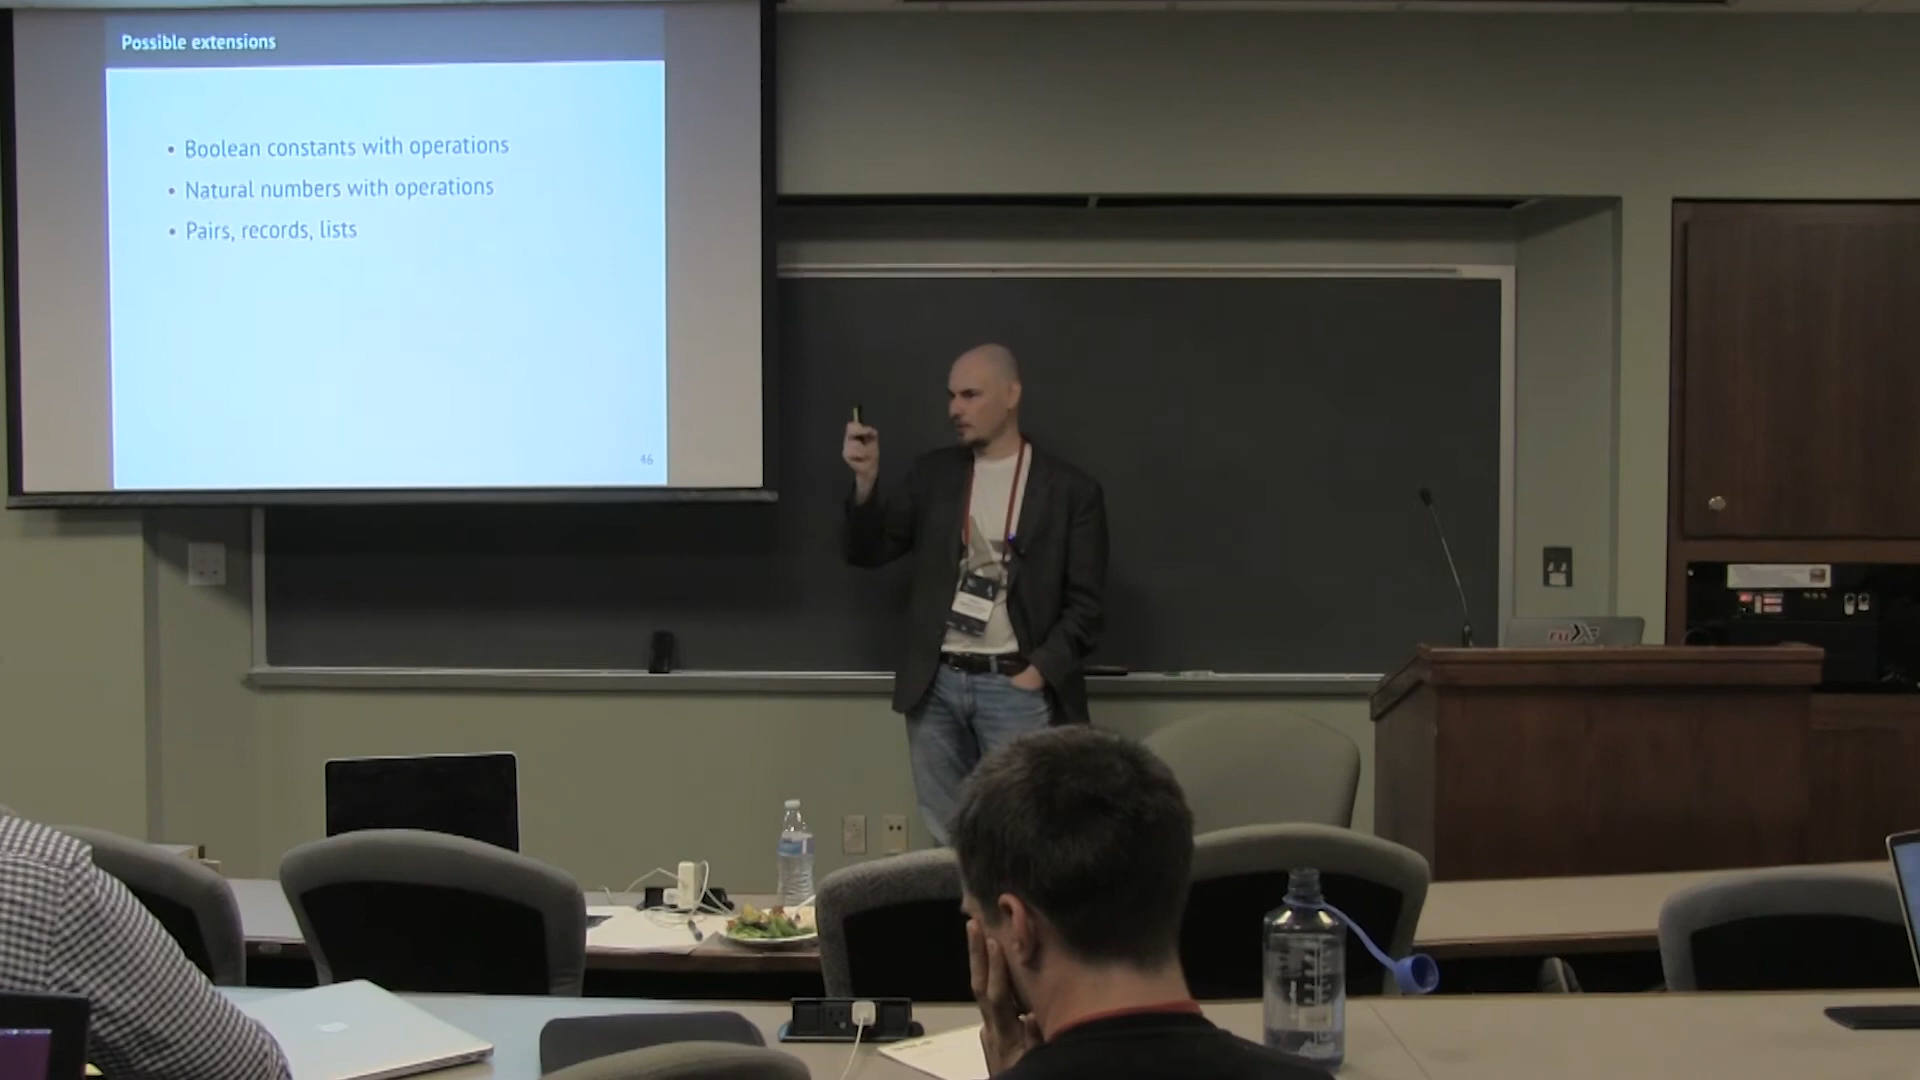 Possible extensions
• Boolean constants with operations
• Natural numbers with operations
• Pairs, records, lists
46